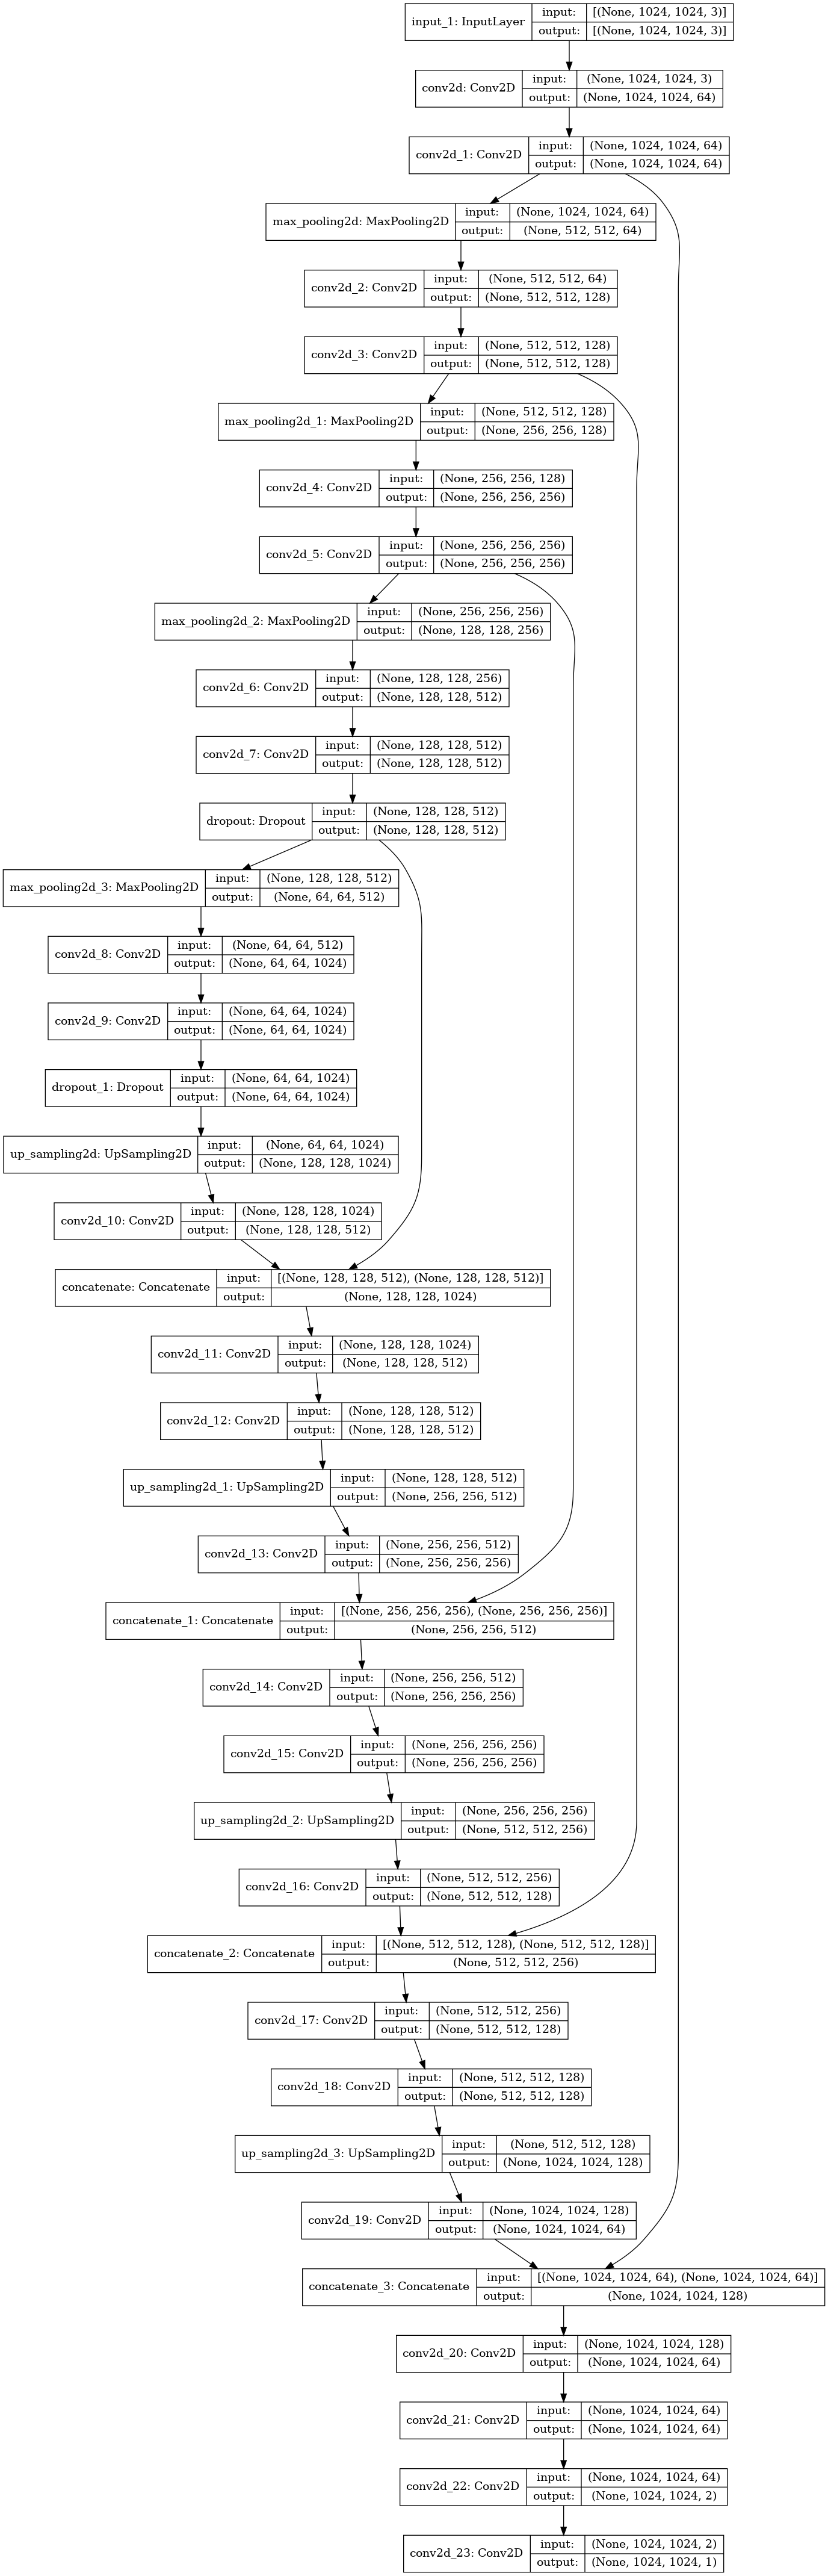 input_1: InputLayer
input: [(None, 1024, 1024, 3)]
output: [(None, 1024, 1024, 3)]
conv2d: Conv2D
input: (None, 1024, 1024, 3)
output: (None, 1024, 1024, 64)
conv2d_1: Conv2D
input: (None, 1024, 1024, 64)
output: (None, 1024, 1024, 64)
max_pooling2d: MaxPooling2D
input: (None, 1024, 1024, 64)
output: (None, 512, 512, 64)
conv2d_2: Conv2D
input: (None, 512, 512, 64)
output: (None, 512, 512, 128)
conv2d_3: Conv2D
input: (None, 512, 512, 128)
output: (None, 512, 512, 128)
max_pooling2d_1: MaxPooling2D
input: (None, 512, 512, 128)
output: (None, 256, 256, 128)
conv2d_4: Conv2D
input: (None, 256, 256, 128)
output: (None, 256, 256, 256)
conv2d_5: Conv2D
input: (None, 256, 256, 256)
output: (None, 256, 256, 256)
max_pooling2d_2: MaxPooling2D
input: (None, 256, 256, 256)
output: (None, 128, 128, 256)
conv2d_6: Conv2D
input: (None, 128, 128, 256)
output: (None, 128, 128, 512)
conv2d_7: Conv2D
input: (None, 128, 128, 512)
output: (None, 128, 128, 512)
dropout: Dropout
input: (None, 128, 128, 512)
output: (None, 128, 128, 512)
max_pooling2d_3: MaxPooling2D
input: (None, 128, 128, 512)
output: (None, 64, 64, 512)
conv2d_8: Conv2D
input: (None, 64, 64, 512)
output: (None, 64, 64, 1024)
conv2d_9: Conv2D
input: (None, 64, 64, 1024)
output: (None, 64, 64, 1024)
dropout_1: Dropout
input: (None, 64, 64, 1024)
output: (None, 64, 64, 1024)
up_sampling2d: UpSampling2D
input: (None, 64, 64, 1024)
output: (None, 128, 128, 1024)
conv2d_10: Conv2D
input: (None, 128, 128, 1024)
output: (None, 128, 128, 512)
concatenate: Concatenate
input: [(None, 128, 128, 512), (None, 128, 128, 512)]
output: (None, 128, 128, 1024)
conv2d_11: Conv2D
input: (None, 128, 128, 1024)
output: (None, 128, 128, 512)
conv2d_12: Conv2D
input: (None, 128, 128, 512)
output: (None, 128, 128, 512)
up_sampling2d_1: UpSampling2D
input: (None, 128, 128, 512)
output: (None, 256, 256, 512)
conv2d_13: Conv2D
input: (None, 256, 256, 512)
output: (None, 256, 256, 256)
concatenate_1: Concatenate
input: [(None, 256, 256, 256), (None, 256, 256, 256)]
output: (None, 256, 256, 512)
conv2d_14: Conv2D
input: (None, 256, 256, 512)
output: (None, 256, 256, 256)
conv2d_15: Conv2D
input: (None, 256, 256, 256)
output: (None, 256, 256, 256)
up_sampling2d_2: UpSampling2D
input: (None, 256, 256, 256)
output: (None, 512, 512, 256)
conv2d_16: Conv2D
input: (None, 512, 512, 256)
output: (None, 512, 512, 128)
concatenate_2: Concatenate
input: [(None, 512, 512, 128), (None, 512, 512, 128)]
output: (None, 512, 512, 256)
conv2d_17: Conv2D
input: (None, 512, 512, 256)
output: (None, 512, 512, 128)
conv2d_18: Conv2D
input: (None, 512, 512, 128)
output: (None, 512, 512, 128)
up_sampling2d_3: UpSampling2D
input: (None, 512, 512, 128)
output: (None, 1024, 1024, 128)
conv2d_19: Conv2D
input: (None, 1024, 1024, 128)
output: (None, 1024, 1024, 64)
concatenate_3: Concatenate
input: [(None, 1024, 1024, 64), (None, 1024, 1024, 64)]
output: (None, 1024, 1024, 128)
conv2d_20: Conv2D
input: (None, 1024, 1024, 128)
output: (None, 1024, 1024, 64)
conv2d_21: Conv2D
input: (None, 1024, 1024, 64)
output: (None, 1024, 1024, 64)
conv2d_22: Conv2D
input: (None, 1024, 1024, 64)
output: (None, 1024, 1024, 2)
conv2d_23: Conv2D
input: (None, 1024, 1024, 2)
output: (None, 1024, 1024, 1)